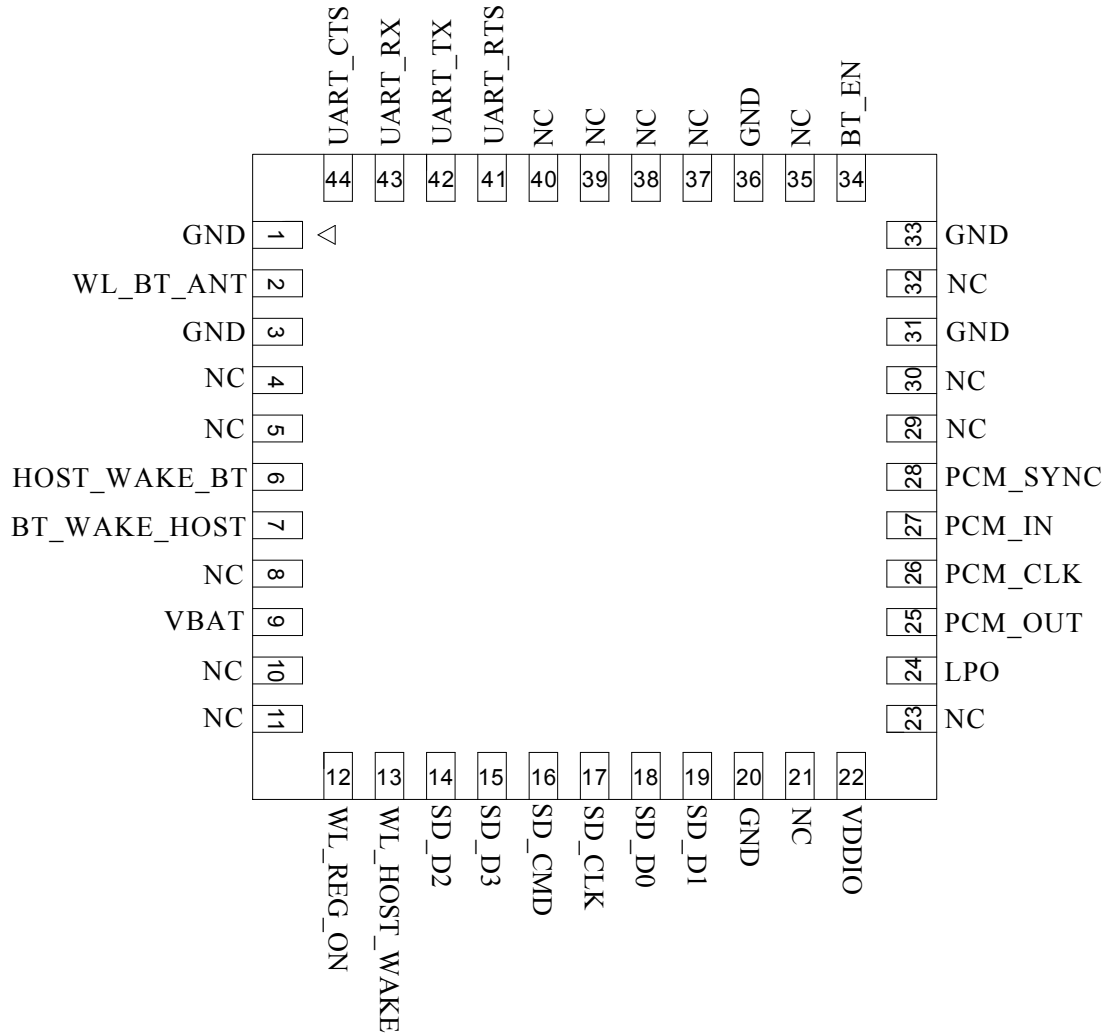 UART_CTS
UART_RX
UART_TX
UART_RTS
NC
NC
NC
NC
GND
NC
BT_EN
44 43 42 41 40 39 38 37 36 35 34
GND 1
WL_BT_ANT 2
GND 3
NC 4
NC 5
HOST_WAKE_BT 6
BT_WAKE_HOST 7
NC 8
VBAT 9
NC 10
NC 11
33 GND
32 NC
31 GND
30 NC
29 NC
28 PCM_SYNC
27 PCM_IN
26 PCM_CLK
25 PCM_OUT
24 LPO
23 NC
12 13 14 15 16 17 18 19 20 21 22
WL_REG_ON
WL_HOST_WAKE
SD_D2
SD_D3
SD_CMD
SD_CLK
SD_D0
SD_D1
GND
NC
VDDIO